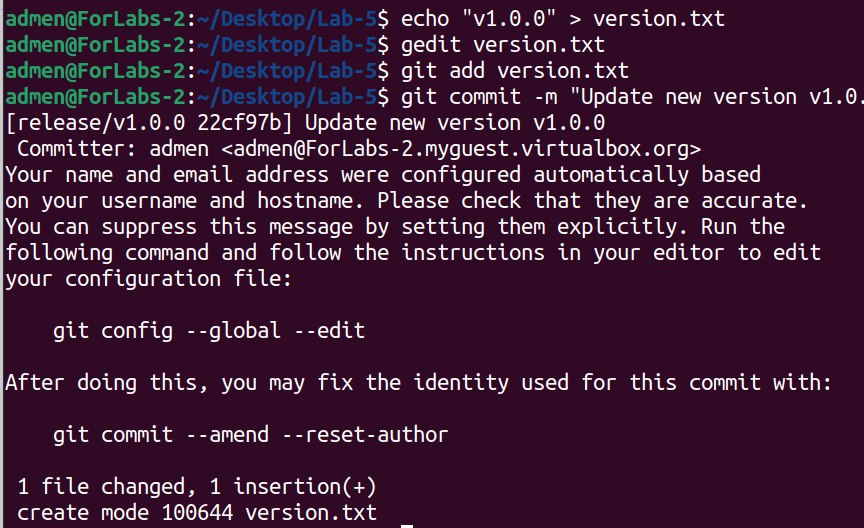 admen@ForLabs-2:~/Desktop/Lab-5$ echo "v1.0.0" > version.txt
admen@ForLabs-2:~/Desktop/Lab-5$ gedit version.txt
admen@ForLabs-2:~/Desktop/Lab-5$ git add version.txt
admen@ForLabs-2:~/Desktop/Lab-5$ git commit -m "Update new version v1.0.
[release/v1.0.0 22cf97b] Update new version v1.0.0
 Committer: admen <admen@ForLabs-2.myguest.virtualbox.org>
Your name and email address were configured automatically based
on your username and hostname. Please check that they are accurate.
You can suppress this message by setting them explicitly. Run the
following command and follow the instructions in your editor to edit
your configuration file:

    git config --global --edit

After doing this, you may fix the identity used for this commit with:

    git commit --amend --reset-author

 1 file changed, 1 insertion(+)
 create mode 100644 version.txt